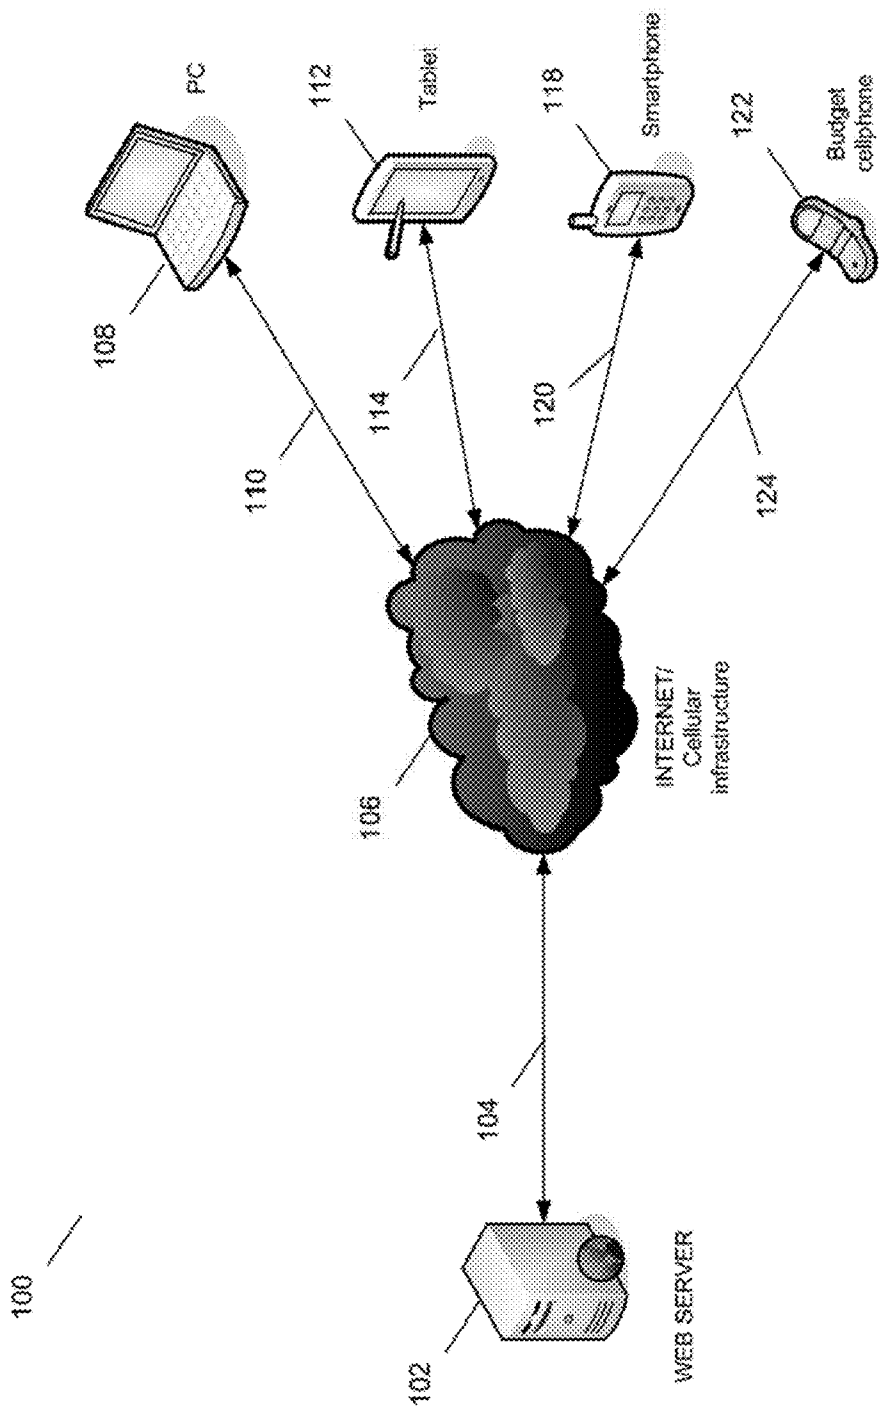 100
108
PC
110
112
Tablet
114
106
118
Smartphone
120
104
122
Budget
cellphone
124
INTERNET/
Cellular
infrastructure
102
WEB SERVER